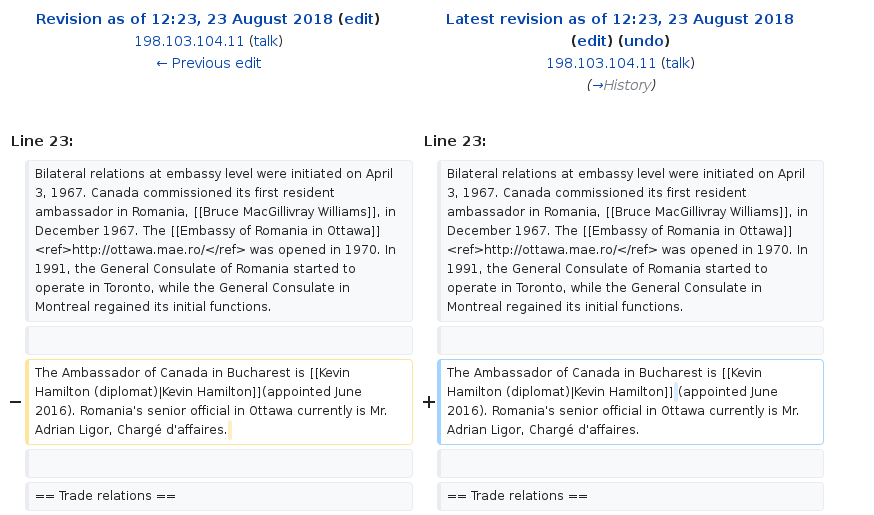 Revision as of 12:23, 23 August 2018 (edit)
198.103.104.11 (talk)
← Previous edit
Latest revision as of 12:23, 23 August 2018
(edit) (undo)
198.103.104.11 (talk)
(→History)
Line 23:
Bilateral relations at embassy level were initiated on April
3, 1967. Canada commissioned its first resident
ambassador in Romania, [[Bruce MacGillivray Williams]], in
December 1967. The [[Embassy of Romania in Ottawa]]
<ref>http://ottawa.mae.ro/</ref> was opened in 1970. In
1991, the General Consulate of Romania started to
operate in Toronto, while the General Consulate in
Montreal regained its initial functions.
−
The Ambassador of Canada in Bucharest is [[Kevin
Hamilton (diplomat)|Kevin Hamilton]](appointed June
2016). Romania's senior official in Ottawa currently is Mr.
Adrian Ligor, Chargé d'affaires.
== Trade relations ==
Line 23:
Bilateral relations at embassy level were initiated on April
3, 1967. Canada commissioned its first resident
ambassador in Romania, [[Bruce MacGillivray Williams]], in
December 1967. The [[Embassy of Romania in Ottawa]]
<ref>http://ottawa.mae.ro/</ref> was opened in 1970. In
1991, the General Consulate of Romania started to
operate in Toronto, while the General Consulate in
Montreal regained its initial functions.
+
The Ambassador of Canada in Bucharest is [[Kevin
Hamilton (diplomat)|Kevin Hamilton]] (appointed June
2016). Romania's senior official in Ottawa currently is Mr.
Adrian Ligor, Chargé d'affaires.
== Trade relations ==